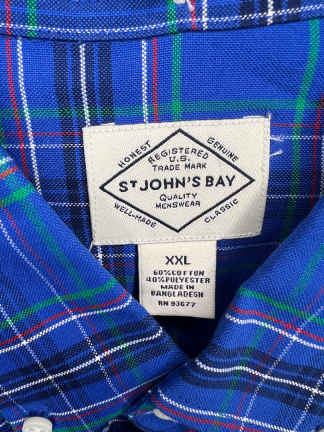 HONEST GENUINE
REGISTERED
U.S.
TRADE MARK
ST JOHN'S BAY
QUALITY
MENSWEAR
WELL-MADE CLASSIC
XXL
60%COTTON
40%POLYESTER
MADE IN
BANGLADESH
RN 93677